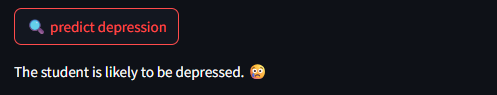 🔍 predict depression
The student is likely to be depressed. 😰